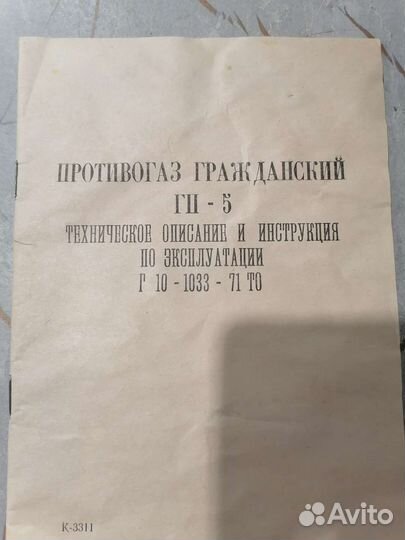 ПРОТИВОГАЗ ГРАЖДАНСКИЙ
ГП - 5
ТЕХНИЧЕСКОЕ ОПИСАНИЕ И ИНСТРУКЦИЯ
ПО ЭКСПЛУАТАЦИИ
Г 10 - 1033 - 71 ТО
К-3311
Avito